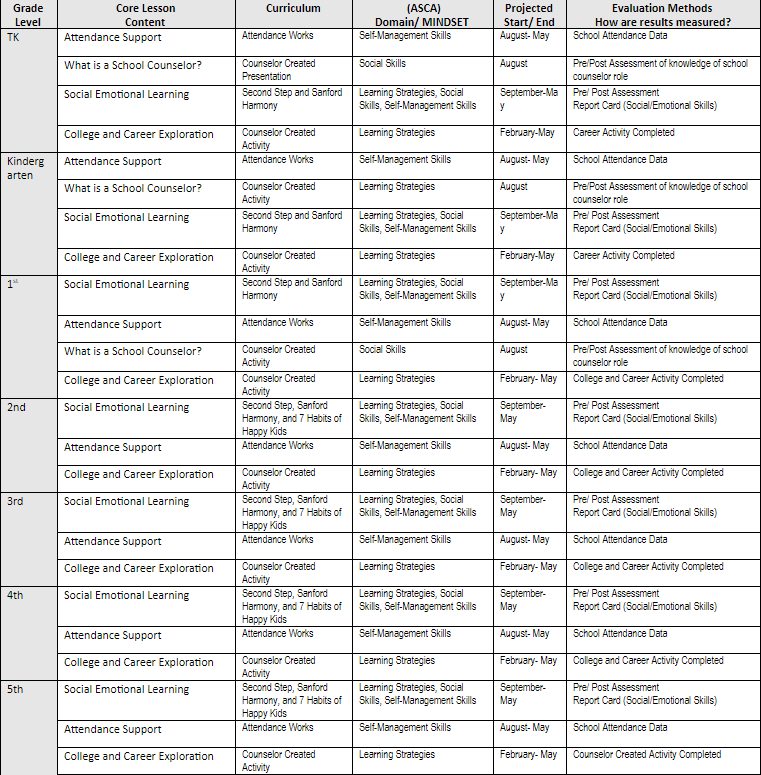 Grade Level Core Lesson Content Curriculum (ASCA) Domain/ MINDSET Projected Start/ End Evaluation Methods How are results measured?
TK
Attendance Support
Attendance Works
Self-Management Skills
August- May
School Attendance Data
What is a School Counselor?
Counselor Created
Presentation
Social Skills
August
Pre/Post Assessment of knowledge of school
counselor role
Social Emotional Learning
Second Step and Sanford
Harmony
Learning Strategies, Social
Skills, Self-Management Skills
September-Ma
y
Pre/ Post Assessment
Report Card (Social/Emotional Skills)
College and Career Exploration
Counselor Created
Activity
Learning Strategies
February-May
Career Activity Completed
Kinderg
arten
Attendance Support
Attendance Works
Self-Management Skills
August- May
School Attendance Data
What is a School Counselor?
Counselor Created
Activity
Learning Strategies
August
Pre/Post Assessment of knowledge of school
counselor role
Social Emotional Learning
Second Step and Sanford
Harmony
Learning Strategies, Social
Skills, Self-Management Skills
September-Ma
y
Pre/ Post Assessment
Report Card (Social/Emotional Skills)
College and Career Exploration
Counselor Created
Activity
Learning Strategies
February-May
Career Activity Completed
1st
Social Emotional Learning
Second Step and Sanford
Harmony
Learning Strategies, Social
Skills, Self-Management Skills
September-Ma
y
Pre/ Post Assessment
Report Card (Social/Emotional Skills)
Attendance Support
Attendance Works
Self-Management Skills
August- May
School Attendance Data
What is a School Counselor?
Counselor Created
Activity
Social Skills
August
Pre/Post Assessment of knowledge of school
counselor role
College and Career Exploration
Counselor Created
Activity
Learning Strategies
February- May
College and Career Activity Completed
2nd
Social Emotional Learning
Second Step, Sanford
Harmony, and 7 Habits of
Happy Kids
Learning Strategies, Social
Skills, Self-Management Skills
September-
May
Pre/ Post Assessment
Report Card (Social/Emotional Skills)
Attendance Support
Attendance Works
Self-Management Skills
August- May
School Attendance Data
College and Career Exploration
Counselor Created
Activity
Learning Strategies
February- May
College and Career Activity Completed
3rd
Social Emotional Learning
Second Step, Sanford
Harmony, and 7 Habits of
Happy Kids
Learning Strategies, Social
Skills, Self-Management Skills
September-
May
Pre/ Post Assessment
Report Card (Social/Emotional Skills)
Attendance Support
Attendance Works
Self-Management Skills
August- May
School Attendance Data
College and Career Exploration
Counselor Created
Activity
Learning Strategies
February- May
College and Career Activity Completed
4th
Social Emotional Learning
Second Step, Sanford
Harmony, and 7 Habits of
Happy Kids
Learning Strategies, Social
Skills, Self-Management Skills
September-
May
Pre/ Post Assessment
Report Card (Social/Emotional Skills)
Attendance Support
Attendance Works
Self-Management Skills
August- May
School Attendance Data
College and Career Exploration
Counselor Created
Activity
Learning Strategies
February- May
College and Career Activity Completed
5th
Social Emotional Learning
Second Step, Sanford
Harmony, and 7 Habits of
Happy Kids
Learning Strategies, Social
Skills, Self-Management Skills
September-
May
Pre/ Post Assessment
Report Card (Social/Emotional Skills)
Attendance Support
Attendance Works
Self-Management Skills
August- May
School Attendance Data
College and Career Exploration
Counselor Created
Activity
Learning Strategies
February- May
Counselor Created Activity Completed